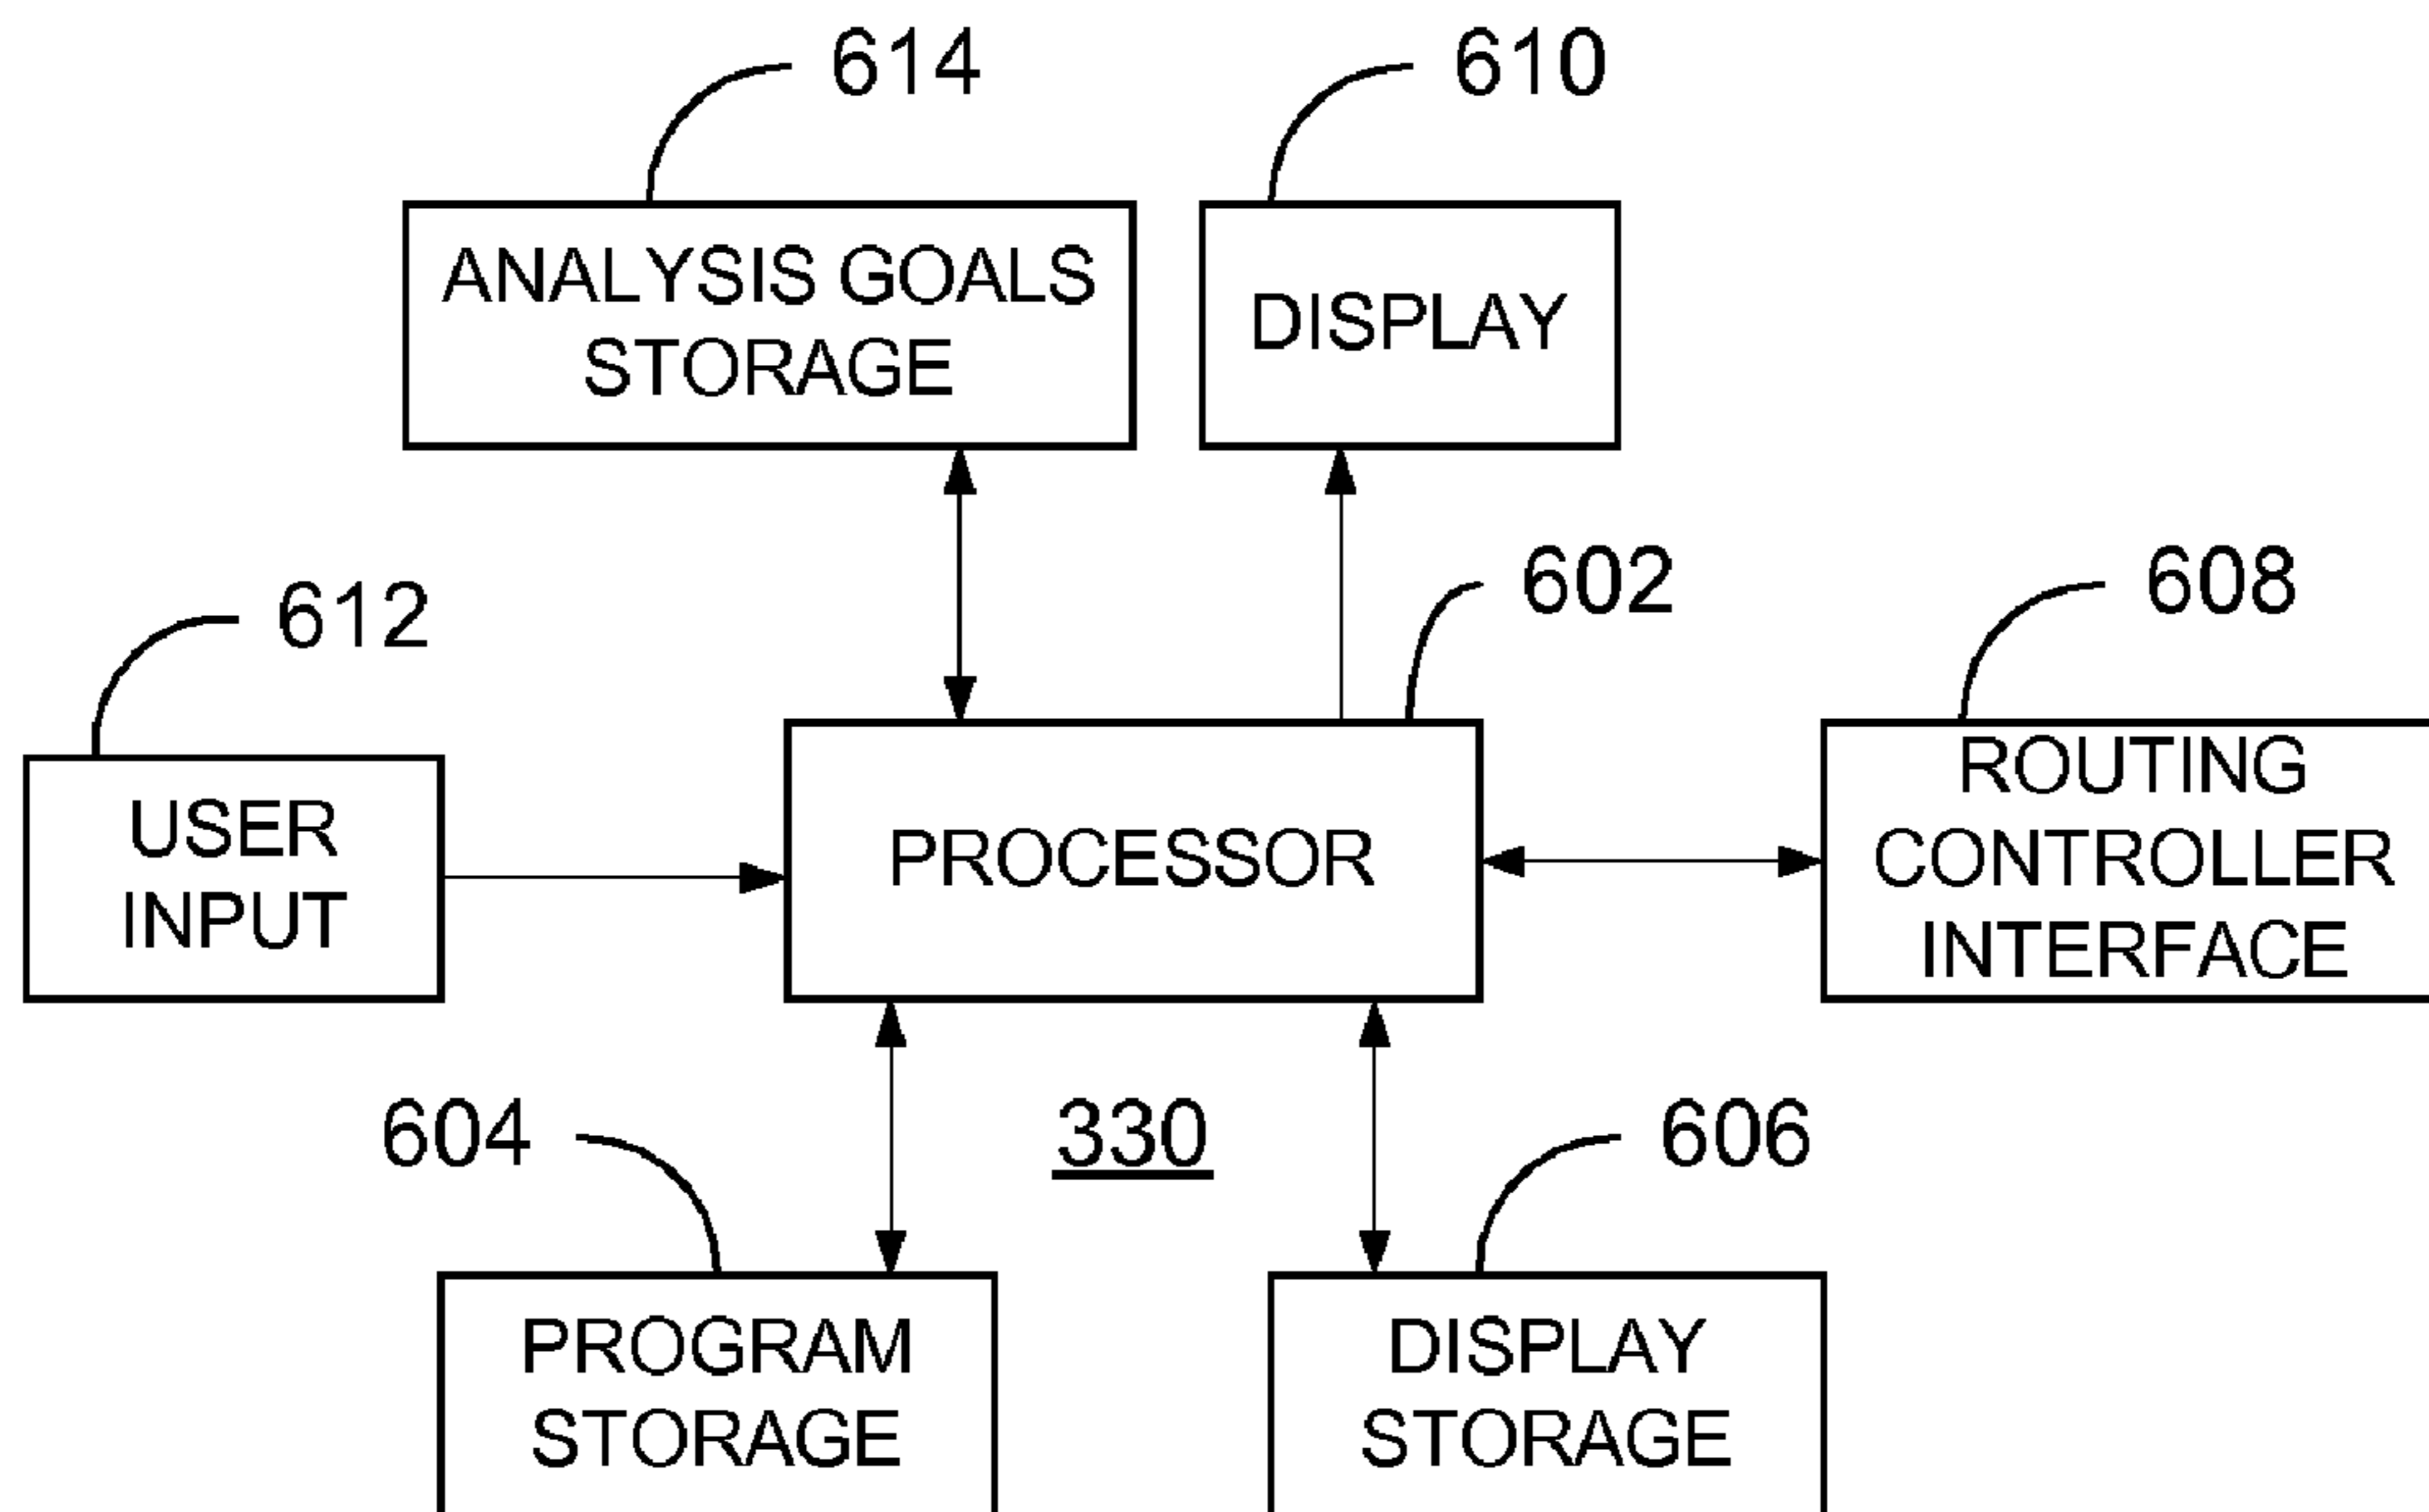 614
610
ANALYSIS GOALS
STORAGE
DISPLAY
612
602
608
USER
INPUT
PROCESSOR
ROUTING
CONTROLLER
INTERFACE
604
330
606
PROGRAM
STORAGE
DISPLAY
STORAGE